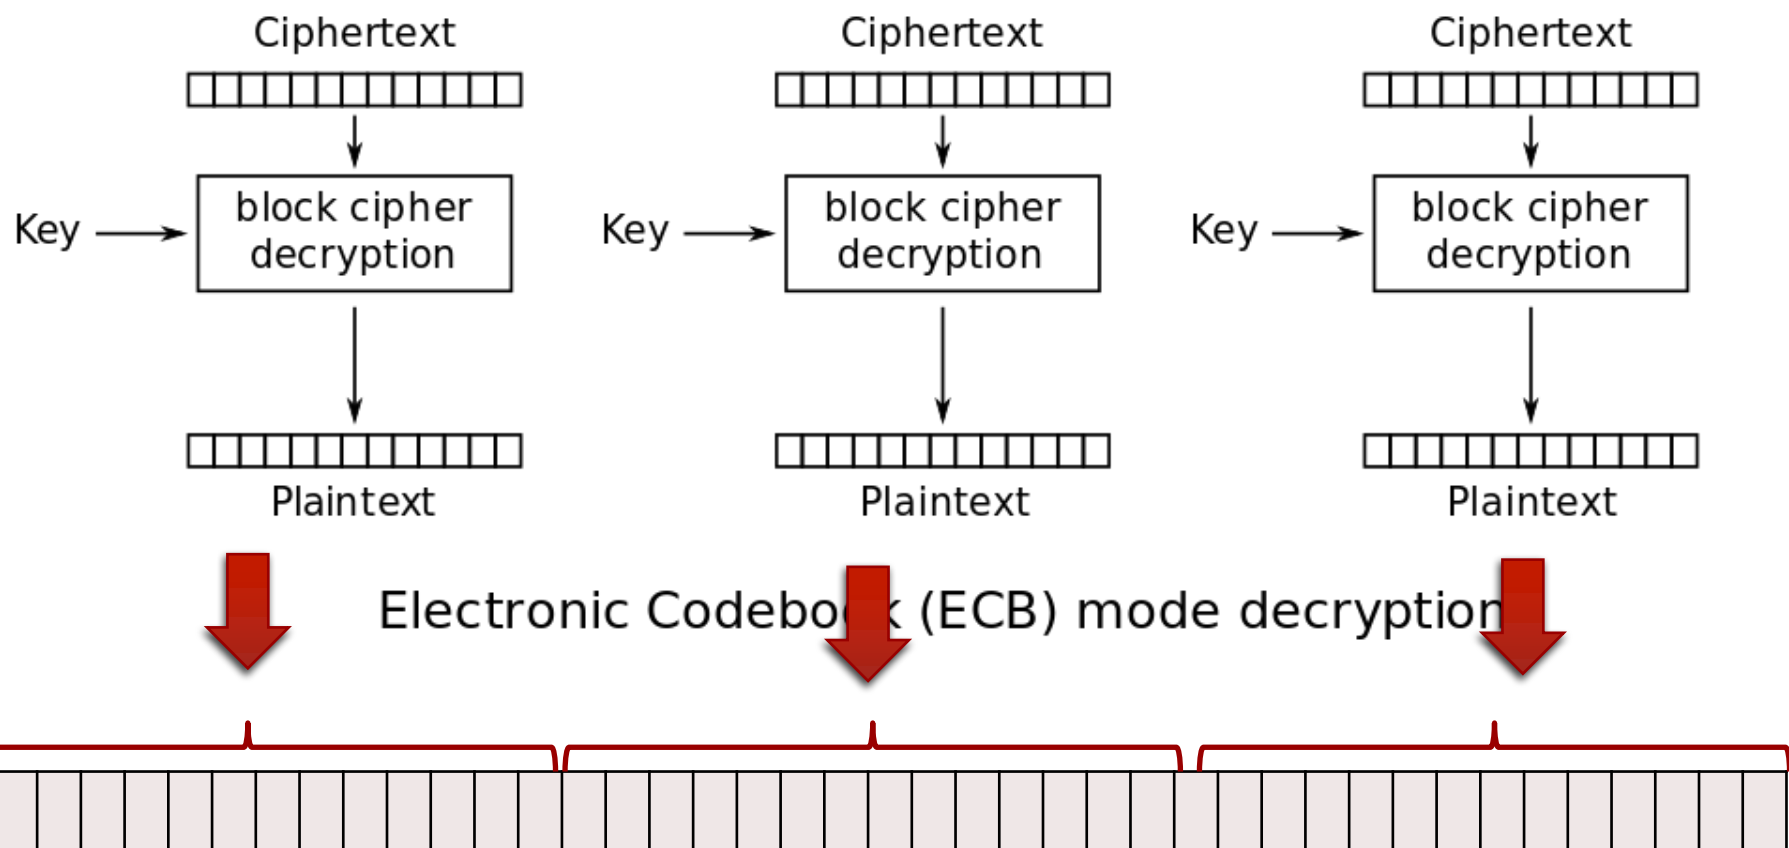 Ciphertext Ciphertext Ciphertext
Key block cipher decryption Key block cipher decryption Key block cipher decryption
Plaintext Plaintext Plaintext
Electronic Codebook (ECB) mode decryption